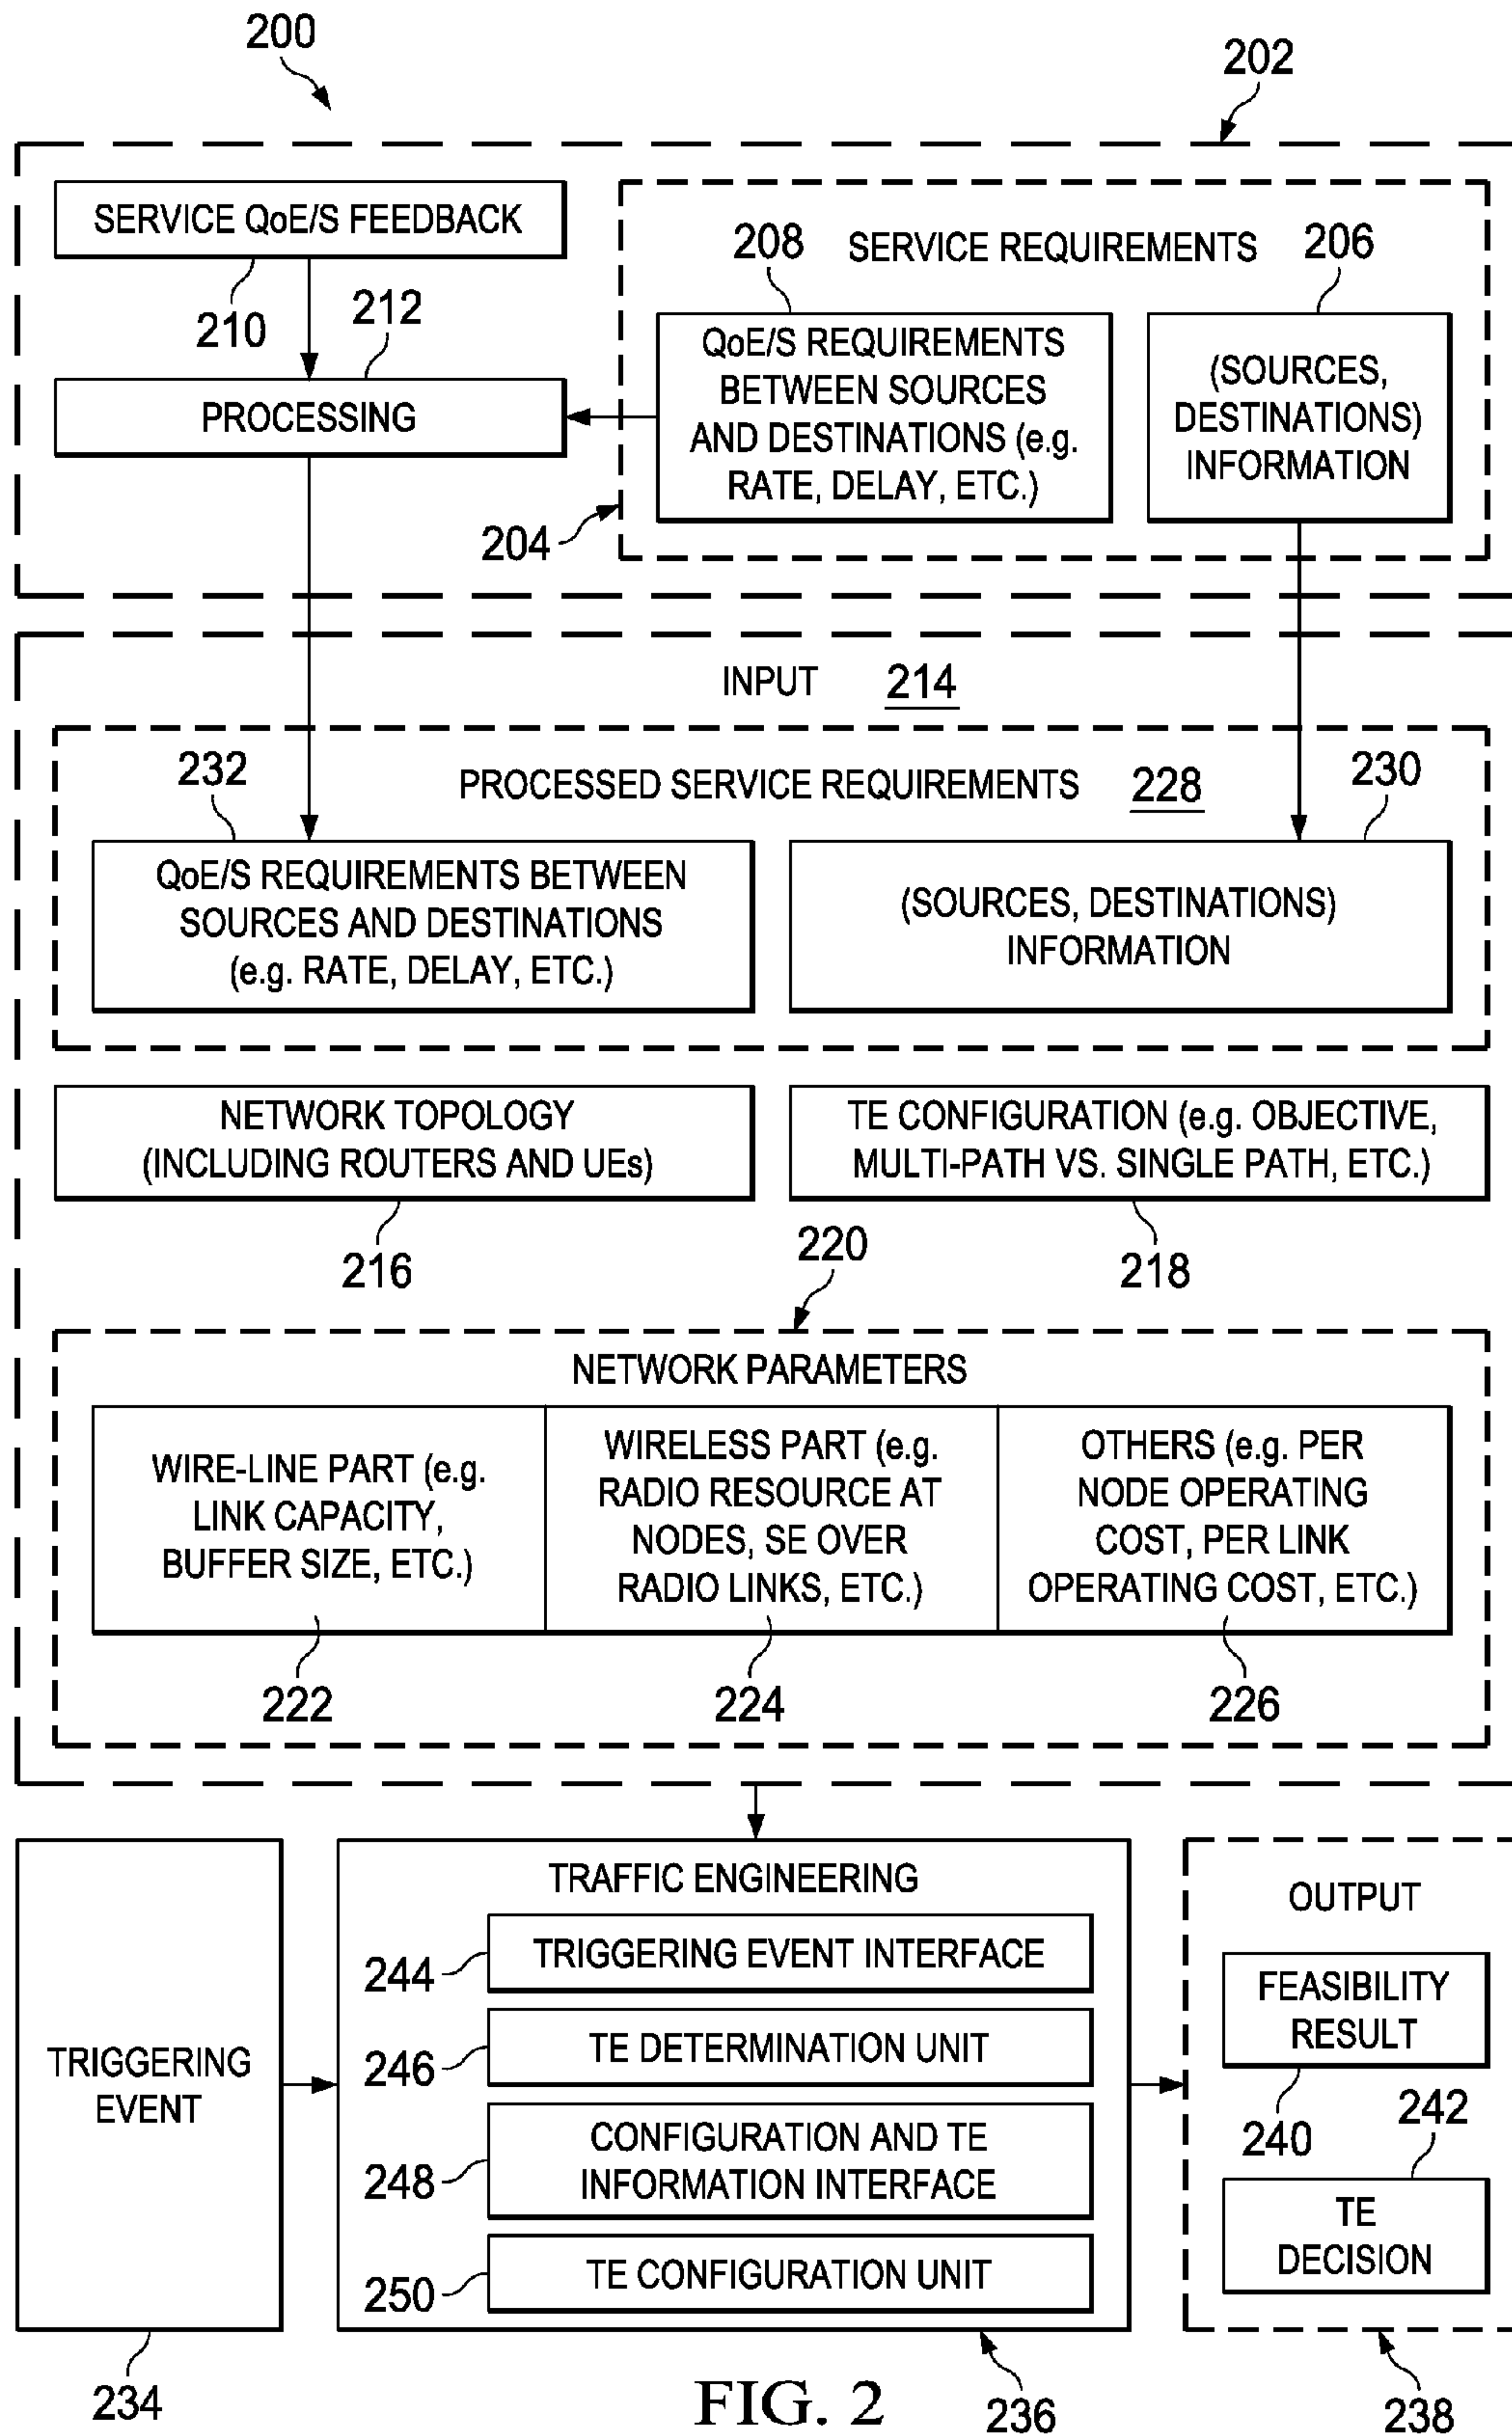 200
202
SERVICE QoE/S FEEDBACK
210
212
PROCESSING
208
SERVICE REQUIREMENTS
206
QoE/S REQUIREMENTS
BETWEEN SOURCES
AND DESTINATIONS (e.g.
RATE, DELAY, ETC.)
(SOURCES,
DESTINATIONS)
INFORMATION
204
INPUT 214
232
PROCESSED SERVICE REQUIREMENTS 228
230
QoE/S REQUIREMENTS BETWEEN
SOURCES AND DESTINATIONS
(e.g. RATE, DELAY, ETC.)
(SOURCES, DESTINATIONS)
INFORMATION
NETWORK TOPOLOGY
(INCLUDING ROUTERS AND UEs)
TE CONFIGURATION (e.g. OBJECTIVE,
MULTI-PATH VS. SINGLE PATH, ETC.)
216
220
218
NETWORK PARAMETERS
WIRE-LINE PART (e.g.
LINK CAPACITY,
BUFFER SIZE, ETC.)
WIRELESS PART (e.g.
RADIO RESOURCE AT
NODES, SE OVER
RADIO LINKS, ETC.)
OTHERS (e.g. PER
NODE OPERATING
COST, PER LINK
OPERATING COST, ETC.)
222
224
226
TRIGGERING
EVENT
234
TRAFFIC ENGINEERING
244
TRIGGERING EVENT INTERFACE
246
TE DETERMINATION UNIT
248
CONFIGURATION AND TE
INFORMATION INTERFACE
250
TE CONFIGURATION UNIT
236
OUTPUT
FEASIBILITY
RESULT
240
242
TE
DECISION
238
FIG. 2